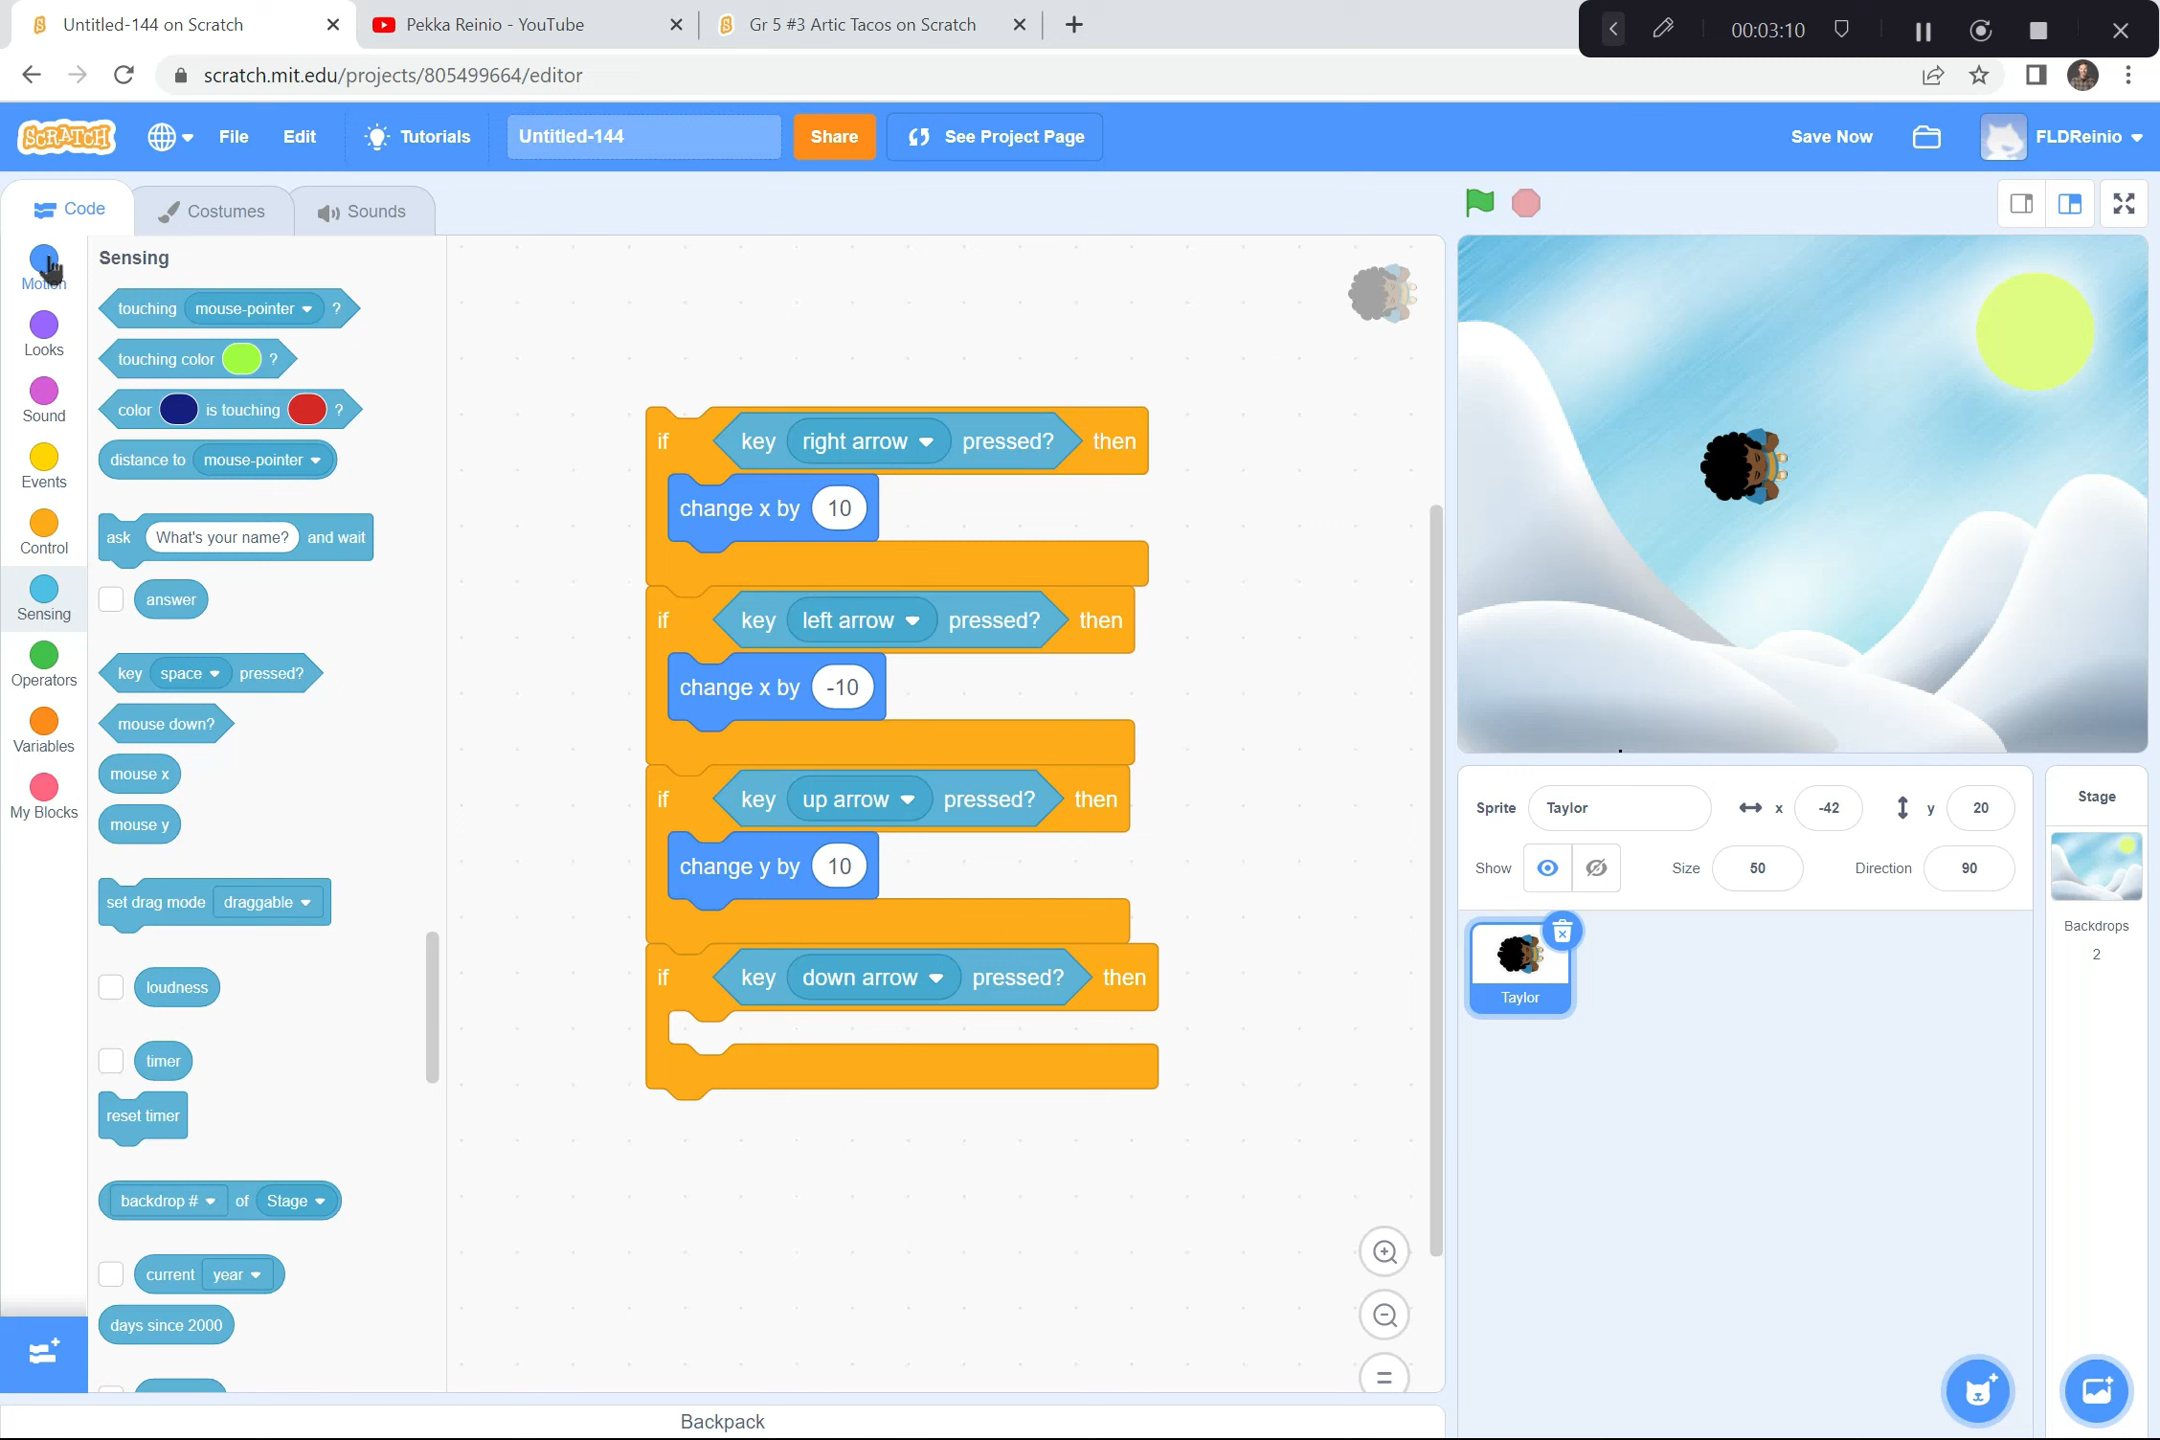 Untitled-144 on Scratch
Pekka Reinio - YouTube
Gr 5 #3 Artic Tacos on Scratch
00:03:10
scratch.mit.edu/projects/805499664/editor
SCRATCH
File
Edit
Tutorials
Untitled-144
Share
See Project Page
Save Now
FLDReinio
Code
Costumes
Sounds
Motion
Looks
Sound
Events
Control
Sensing
Operators
Variables
My Blocks
Sensing
touching mouse-pointer ?
touching color ?
color is touching ?
distance to mouse-pointer
ask What's your name? and wait
answer
key space pressed?
mouse down?
mouse x
mouse y
set drag mode draggable
loudness
timer
reset timer
backdrop # of Stage
current year
days since 2000
if key right arrow pressed? then
change x by 10
if key left arrow pressed? then
change x by -10
if key up arrow pressed? then
change y by 10
if key down arrow pressed? then
Backpack
Sprite Taylor x -42 y 20
Show Size 50 Direction 90
Taylor
Stage
Backdrops
2